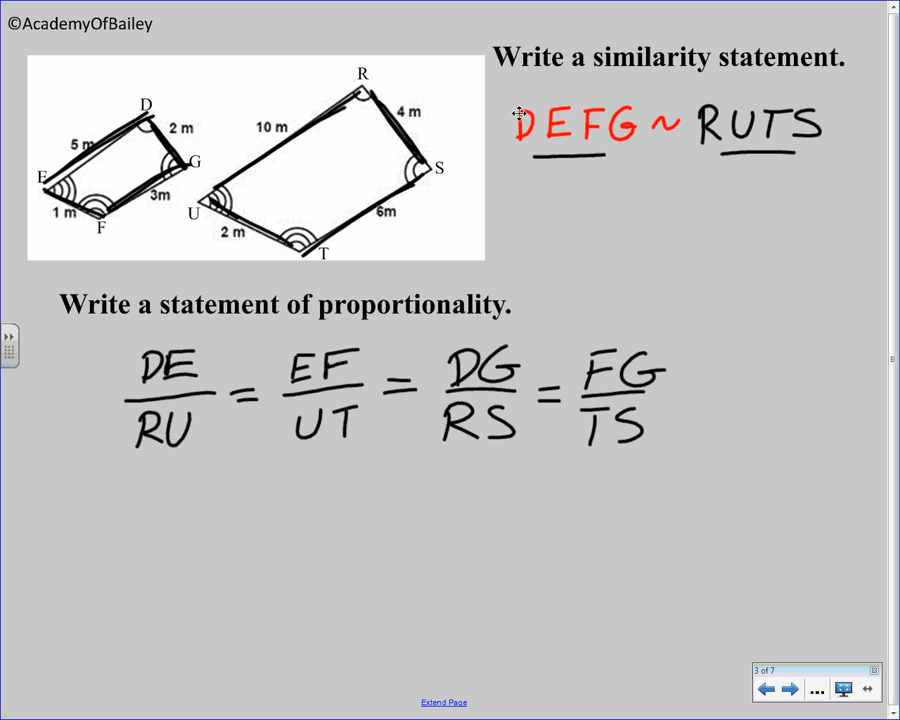 ©AcademyOfBailey
Write a similarity statement.
DEFG ~ RUTS
D
5 m
2 m
E
G
1 m
3m
F
R
10 m
4 m
S
U
2 m
6m
T
Write a statement of proportionality.
DE/RU = EF/UT = DG/RS = FG/TS
3 of 7
...
Extend Page